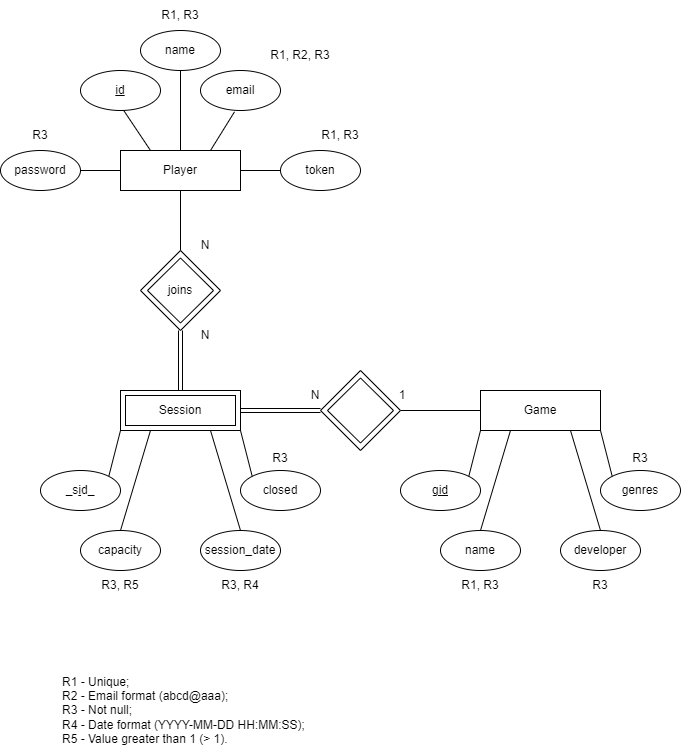 R1, R3
name
R1, R2, R3
id
email
R3
R1, R3
password
Player
token
N
joins
N
N
1
Session
Game
R3
R3
_sid_
closed
gid
genres
capacity
session_date
name
developer
R3, R5
R3, R4
R1, R3
R3
R1 - Unique;
R2 - Email format (abcd@aaa);
R3 - Not null;
R4 - Date format (YYYY-MM-DD HH:MM:SS);
R5 - Value greater than 1 (> 1).